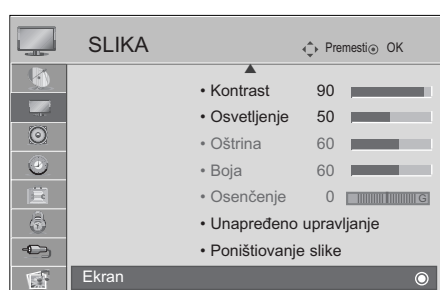 SLIKA
Premesti OK
• Kontrast 90
• Osvetljenje 50
• Oštrina 60
• Boja 60
• Osenčenje 0 G
• Unapređeno upravljanje
• Poništiovanje slike
Ekran